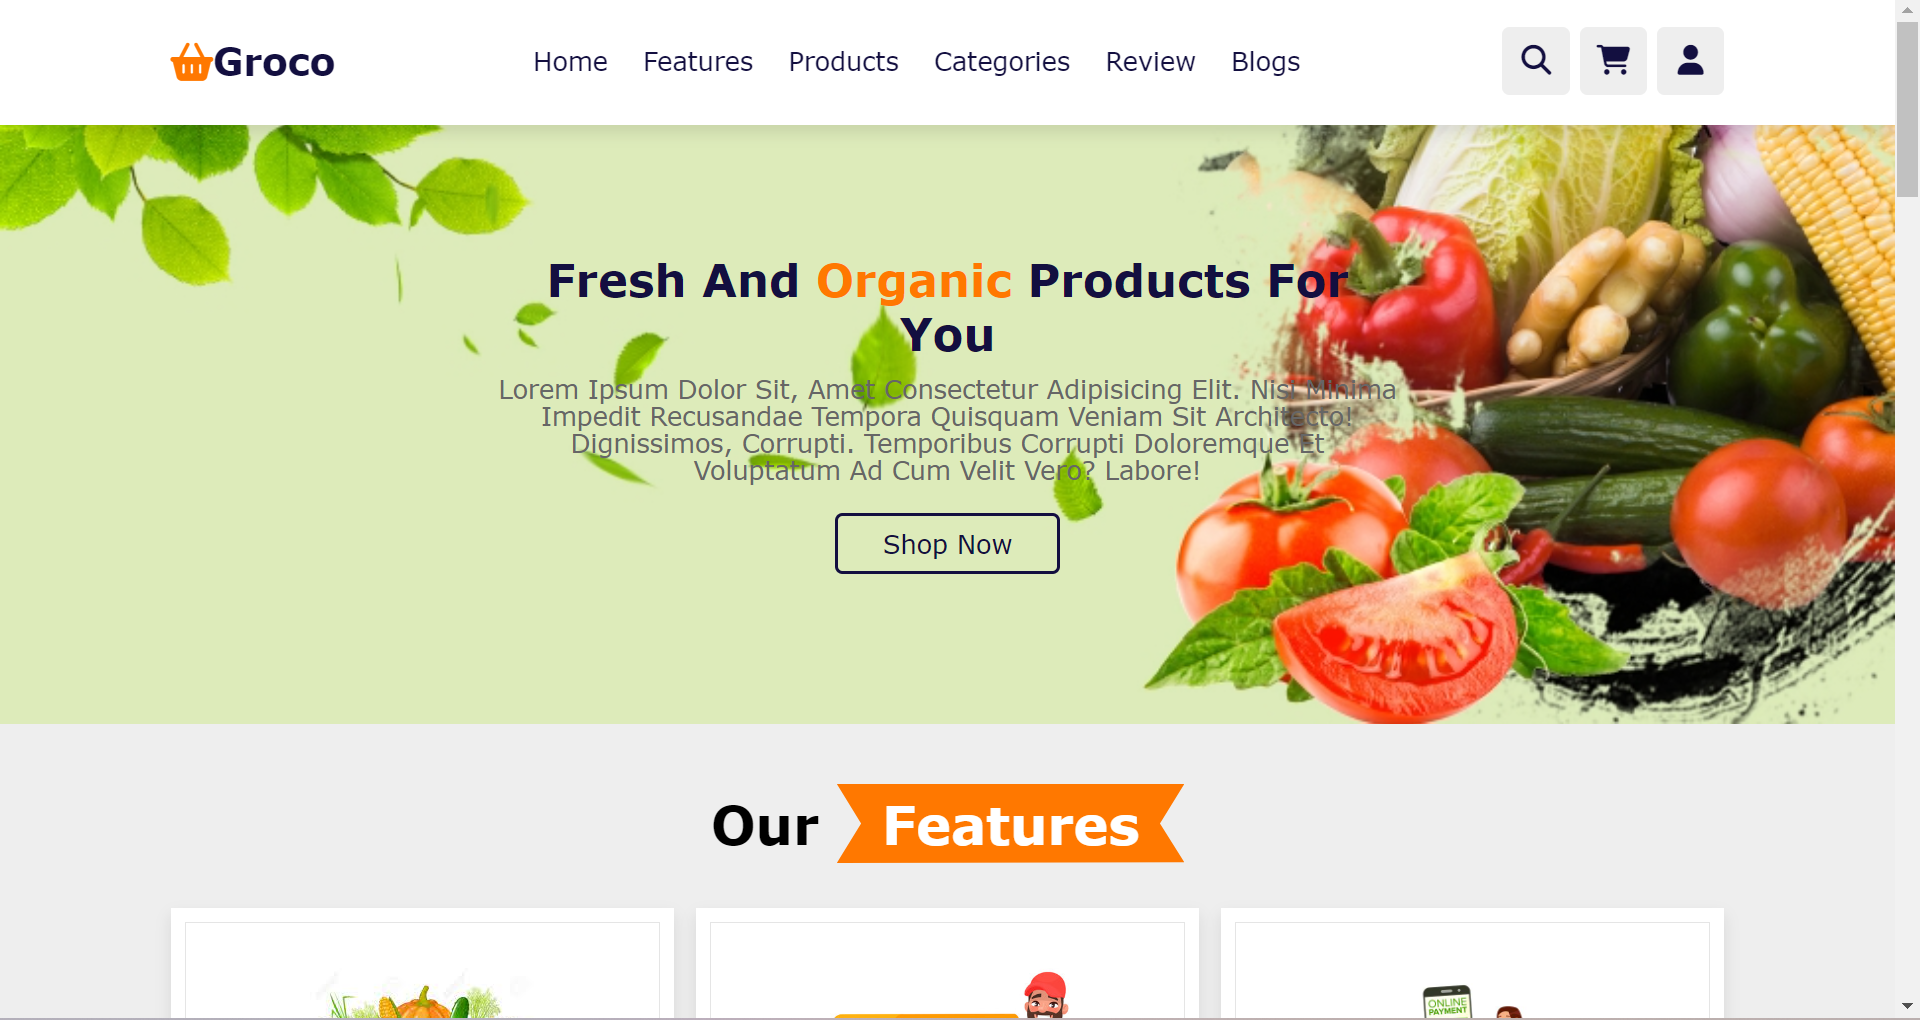 Groco
Home Features Products Categories Review Blogs
Fresh And Organic Products For
You
Lorem Ipsum Dolor Sit, Amet Consectetur Adipisicing Elit. Nisi Minima
Impedit Recusandae Tempora Quisquam Veniam Sit Architecto!
Dignissimos, Corrupti. Temporibus Corrupti Doloremque Et
Voluptatum Ad Cum Velit Vero? Labore!
Shop Now
Our Features
ONLINE
PAYMENT